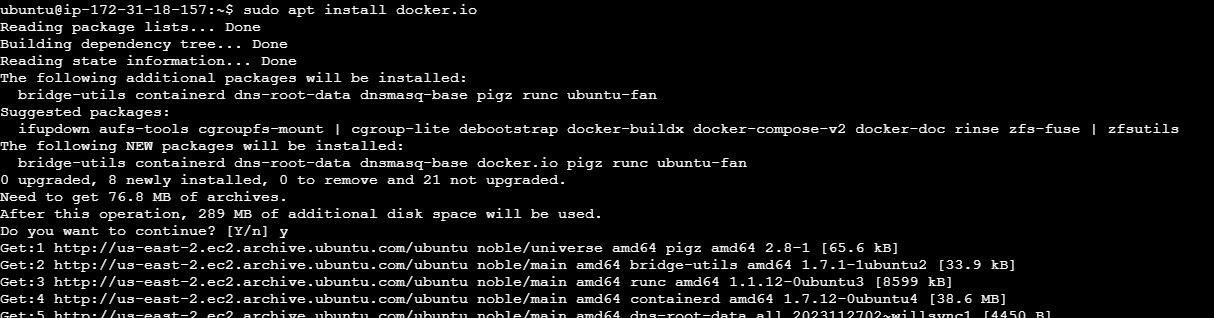 ubuntu@ip-172-31-18-157:~$ sudo apt install docker.io
Reading package lists... Done
Building dependency tree... Done
Reading state information... Done
The following additional packages will be installed:
  bridge-utils containerd dns-root-data dnsmasq-base pigz runc ubuntu-fan
Suggested packages:
  ifupdown aufs-tools cgroupfs-mount | cgroup-lite debootstrap docker-buildx docker-compose-v2 docker-doc rinse zfs-fuse | zfsutils
The following NEW packages will be installed:
  bridge-utils containerd dns-root-data dnsmasq-base docker.io pigz runc ubuntu-fan
0 upgraded, 8 newly installed, 0 to remove and 21 not upgraded.
Need to get 76.8 MB of archives.
After this operation, 289 MB of additional disk space will be used.
Do you want to continue? [Y/n] y
Get:1 http://us-east-2.ec2.archive.ubuntu.com/ubuntu noble/universe amd64 pigz amd64 2.8-1 [65.6 kB]
Get:2 http://us-east-2.ec2.archive.ubuntu.com/ubuntu noble/main amd64 bridge-utils amd64 1.7.1-1ubuntu2 [33.9 kB]
Get:3 http://us-east-2.ec2.archive.ubuntu.com/ubuntu noble/main amd64 runc amd64 1.1.12-0ubuntu3 [8599 kB]
Get:4 http://us-east-2.ec2.archive.ubuntu.com/ubuntu noble/main amd64 containerd amd64 1.7.12-0ubuntu4 [38.6 MB]
Get:5 http://us-east-2.ec2.archive.ubuntu.com/ubuntu noble/main amd64 dns-root-data all 2023112702~willsync1 [4450 B]